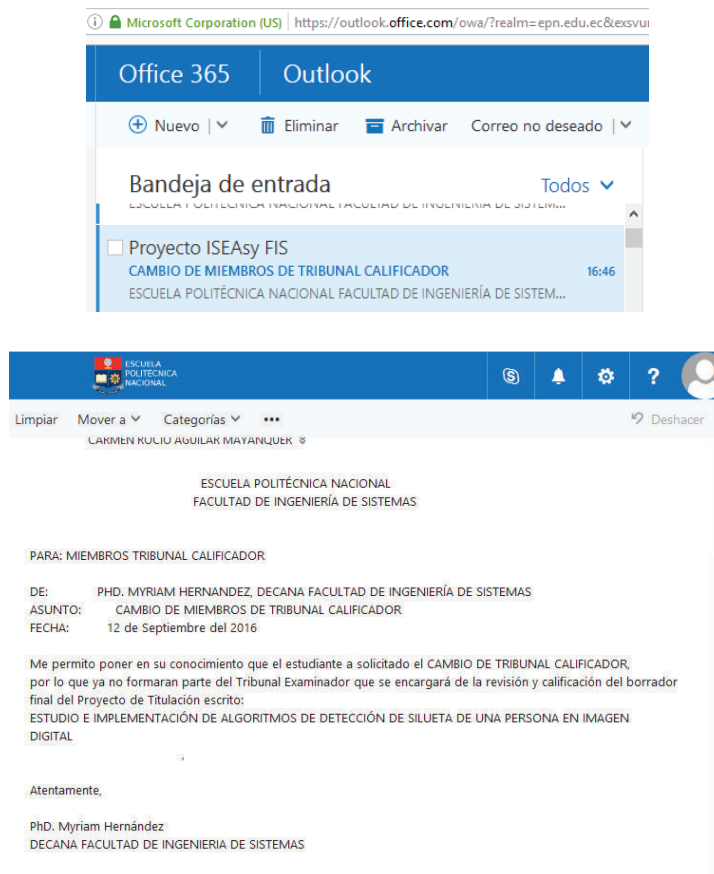 Microsoft Corporation (US) https://outlook.office.com/owa/?realm=epn.edu.ec&exsvur
Office 365 Outlook
Nuevo | Eliminar Archivar Correo no deseado |
Bandeja de entrada Todos
ESCUELA POLITÉCNICA NACIONAL FACULTAD DE INGENIERÍA DE SISTEM...
Proyecto ISEAsy FIS
CAMBIO DE MIEMBROS DE TRIBUNAL CALIFICADOR 16:46
ESCUELA POLITÉCNICA NACIONAL FACULTAD DE INGENIERÍA DE SISTEM...
ESCUELA
POLITÉCNICA
NACIONAL
Limpiar Mover a Categorías ••• Deshacer
CARMEN ROCIO AGUILAR MAYANQUER
ESCUELA POLITÉCNICA NACIONAL
FACULTAD DE INGENIERÍA DE SISTEMAS
PARA: MIEMBROS TRIBUNAL CALIFICADOR
DE: PHD. MYRIAM HERNANDEZ, DECANA FACULTAD DE INGENIERÍA DE SISTEMAS
ASUNTO: CAMBIO DE MIEMBROS DE TRIBUNAL CALIFICADOR
FECHA: 12 de Septiembre del 2016
Me permito poner en su conocimiento que el estudiante a solicitado el CAMBIO DE TRIBUNAL CALIFICADOR,
por lo que ya no formaran parte del Tribunal Examinador que se encargará de la revisión y calificación del borrador
final del Proyecto de Titulación escrito:
ESTUDIO E IMPLEMENTACIÓN DE ALGORITMOS DE DETECCIÓN DE SILUETA DE UNA PERSONA EN IMAGEN
DIGITAL
,
Atentamente,
PhD. Myriam Hernández
DECANA FACULTAD DE INGENIERIA DE SISTEMAS